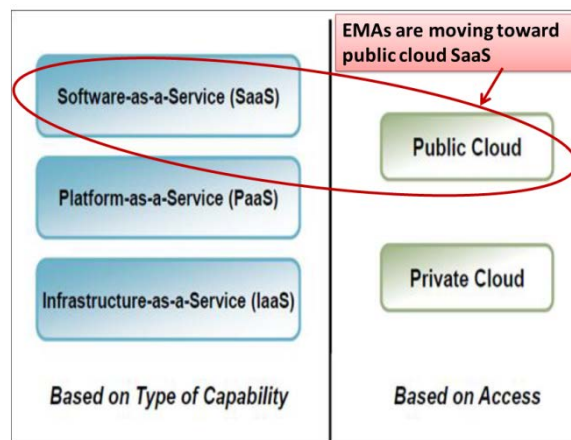 EMAs are moving toward
public cloud SaaS
Software-as-a-Service (SaaS)
Public Cloud
Platform-as-a-Service (PaaS)
Private Cloud
Infrastructure-as-a-Service (IaaS)
Based on Type of Capability
Based on Access